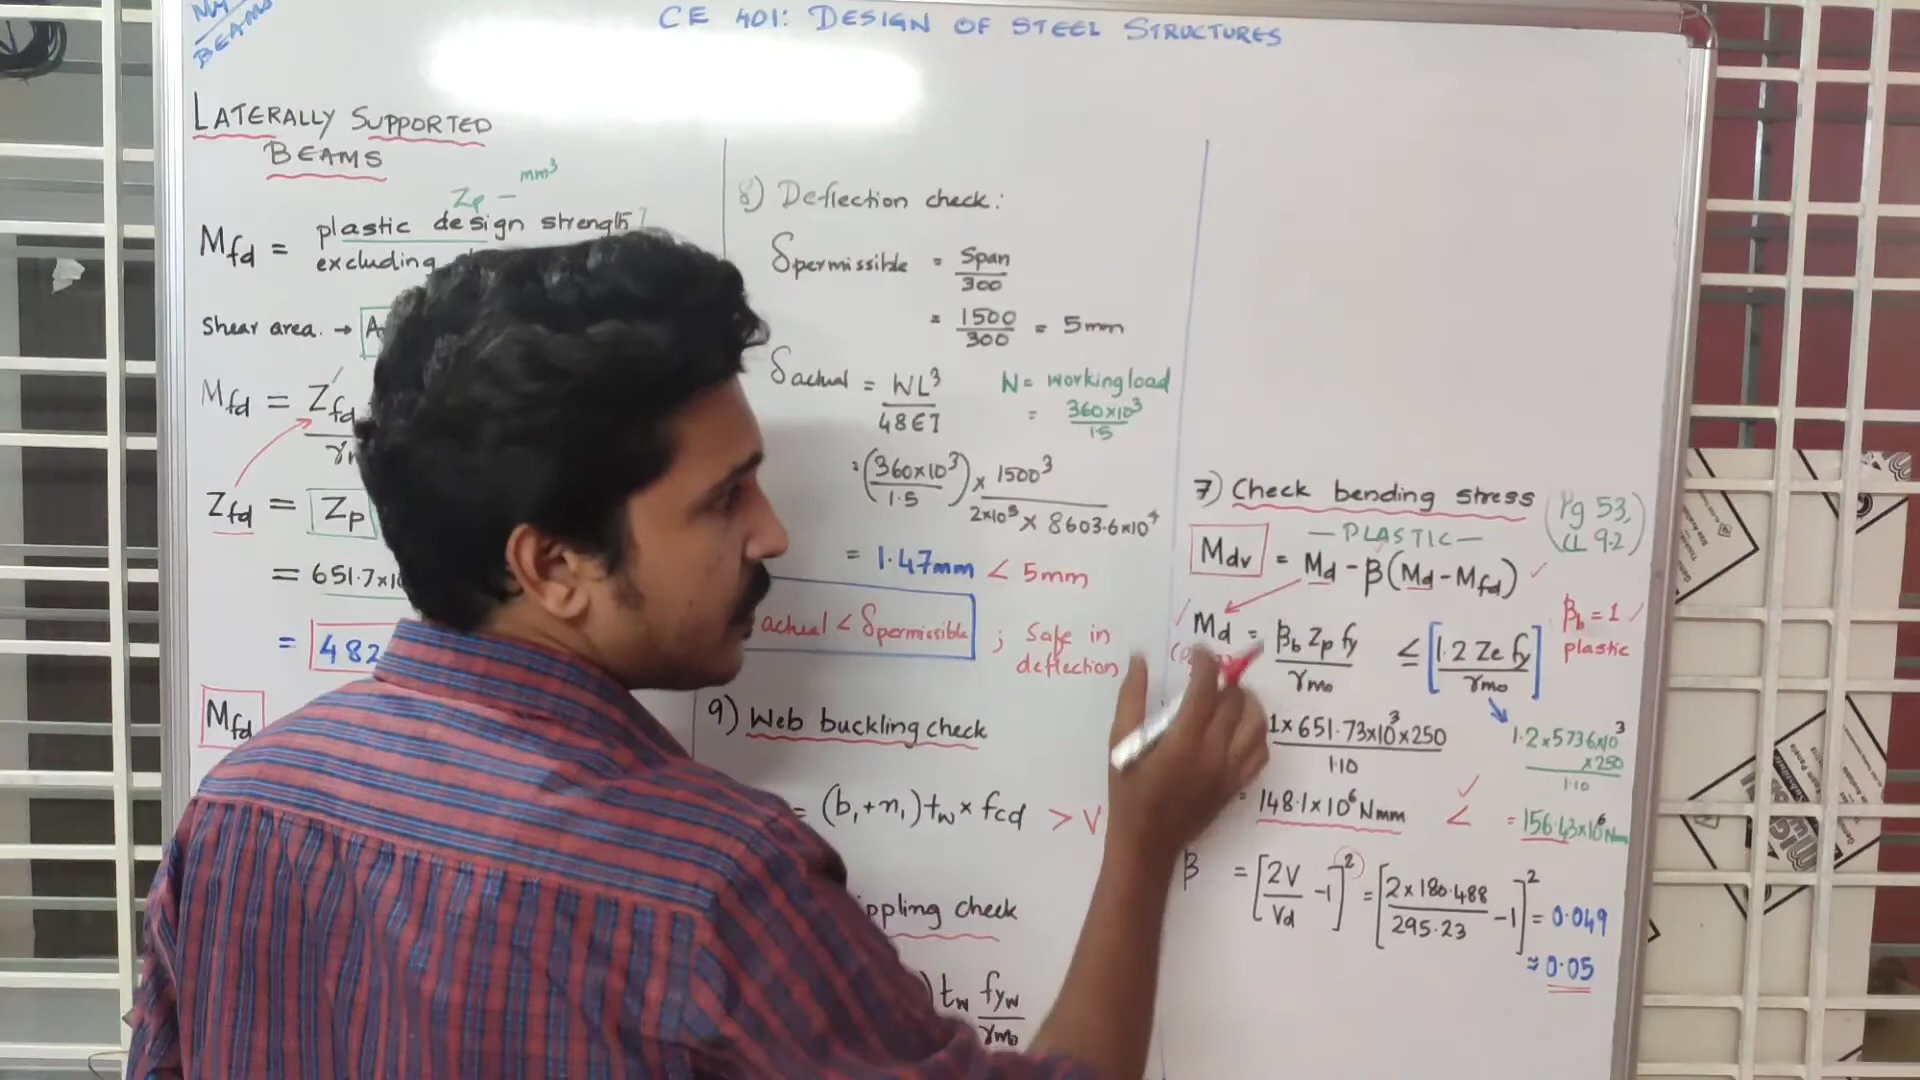 CE 401: DESIGN OF STEEL STRUCTURES
BEAMS
LATERALLY SUPPORTED
BEAMS
Zp - mm³
Mfd = plastic design strength
excluding
shear area. → A
Mfd = Zfd
Zfd = Zp
= 651.7×10
= 482
Mfd
8) Deflection check:
δpermissible = Span/300
= 1500/300 = 5mm
δactual = WL³/48EI
W = working load
= 360×10³/1.5
= (360×10³/1.5) × 1500³/2×10⁵ × 8603.6×10⁴
= 1.47mm < 5mm
actual < δpermissible ; Safe in
deflection
9) Web buckling check
= (b₁+n₁) tw × fcd > V
ppling check
) tw fyw/γmo
7) Check bending stress (Pg 53,
Cl 9.2)
— PLASTIC —
Mdv = Md - β(Md - Mfd) ✓
✓ Md = βb Zp fy/γmo ≤ [1.2 Ze fy/γmo]
βb = 1 ✓
plastic
1×651.73×10³×250/1.10
1.2×573.6×10³
×250/1.10
= 148.1×10⁶ Nmm < = 156.43×10⁶ Nmm
β = [2V/Vd - 1]² = [2×180.488/295.23 - 1]² = 0.049
≈ 0.05